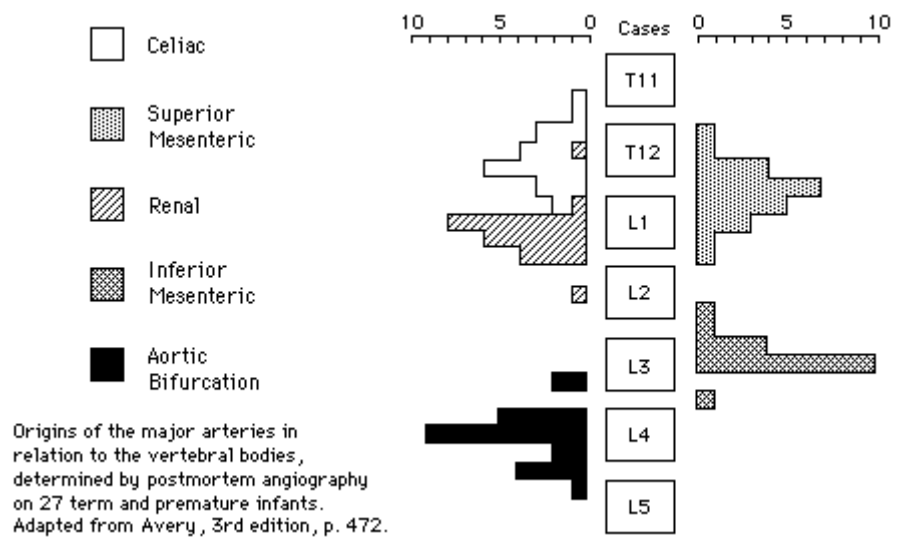 10 5 0 Cases 0 5 10
Celiac
Superior
Mesenteric
Renal
Inferior
Mesenteric
Aortic
Bifurcation
T11
T12
L1
L2
L3
L4
L5
Origins of the major arteries in
relation to the vertebral bodies,
determined by postmortem angiography
on 27 term and premature infants.
Adapted from Avery, 3rd edition, p. 472.